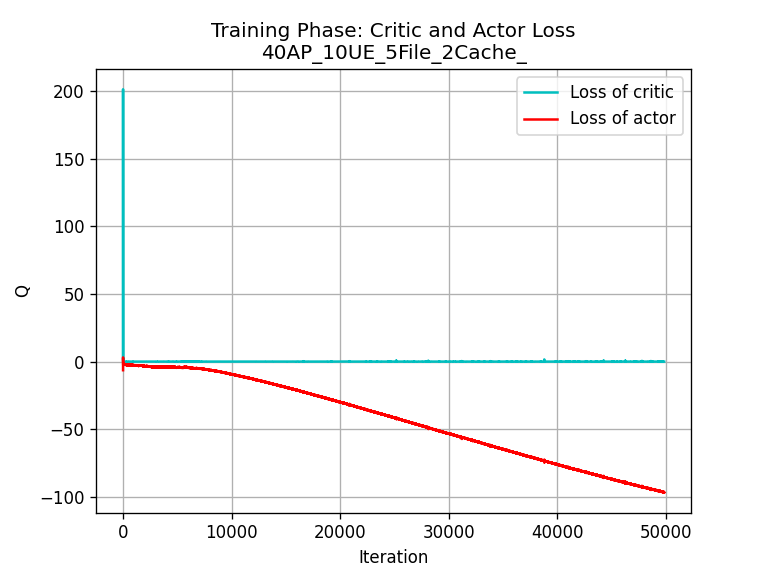 Training Phase: Critic and Actor Loss
40AP_10UE_5File_2Cache_
Loss of critic
Loss of actor
200
150
100
50
0
−50
−100
Q
0
10000
20000
30000
40000
50000
Iteration